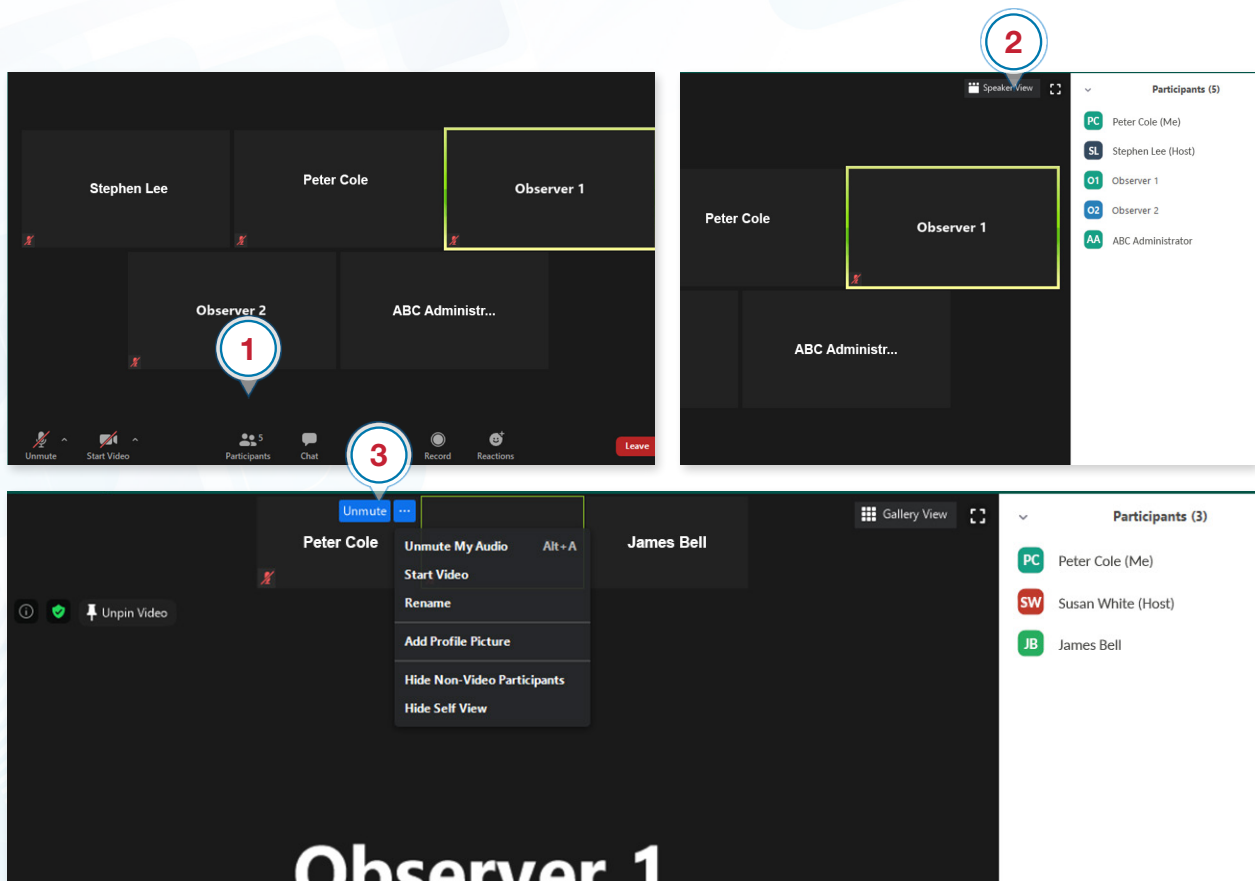 2
Stephen Lee
Peter Cole
Observer 1
Observer 2
ABC Administr...
1
Unmute
Start Video
Participants
5
Chat
3
Record
Reactions
Leave
Speaker View
Participants (5)
PC Peter Cole (Me)
SL Stephen Lee (Host)
O1 Observer 1
O2 Observer 2
AA ABC Administrator
Peter Cole
Observer 1
ABC Administr...
Unmute ...
Peter Cole
Unmute My Audio Alt+A
Start Video
Rename
Add Profile Picture
Hide Non-Video Participants
Hide Self View
James Bell
Gallery View
Unpin Video
Observer 1
Participants (3)
PC Peter Cole (Me)
SW Susan White (Host)
JB James Bell